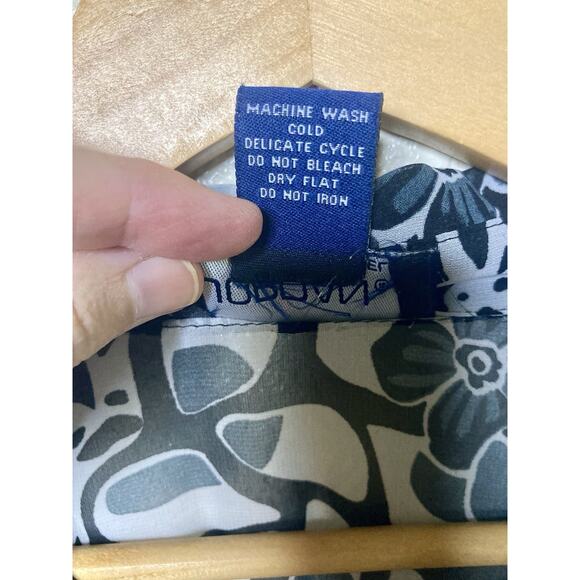 MACHINE WASH
COLD
DELICATE CYCLE
DO NOT BLEACH
DRY FLAT
DO NOT IRON